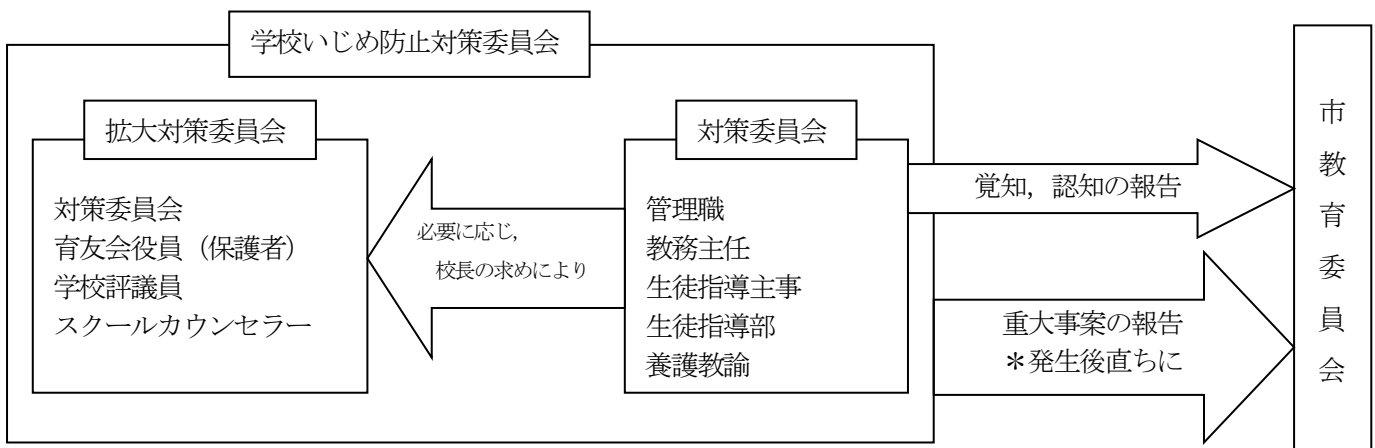 学校いじめ防止対策委員会
拡大対策委員会
対策委員会
育友会役員（保護者）
学校評議員
スクールカウンセラー
必要に応じ，
校長の求めにより
対策委員会
管理職
教務主任
生徒指導主事
生徒指導部
養護教諭
覚知，認知の報告
重大事案の報告
＊発生後直ちに
市教育委員会